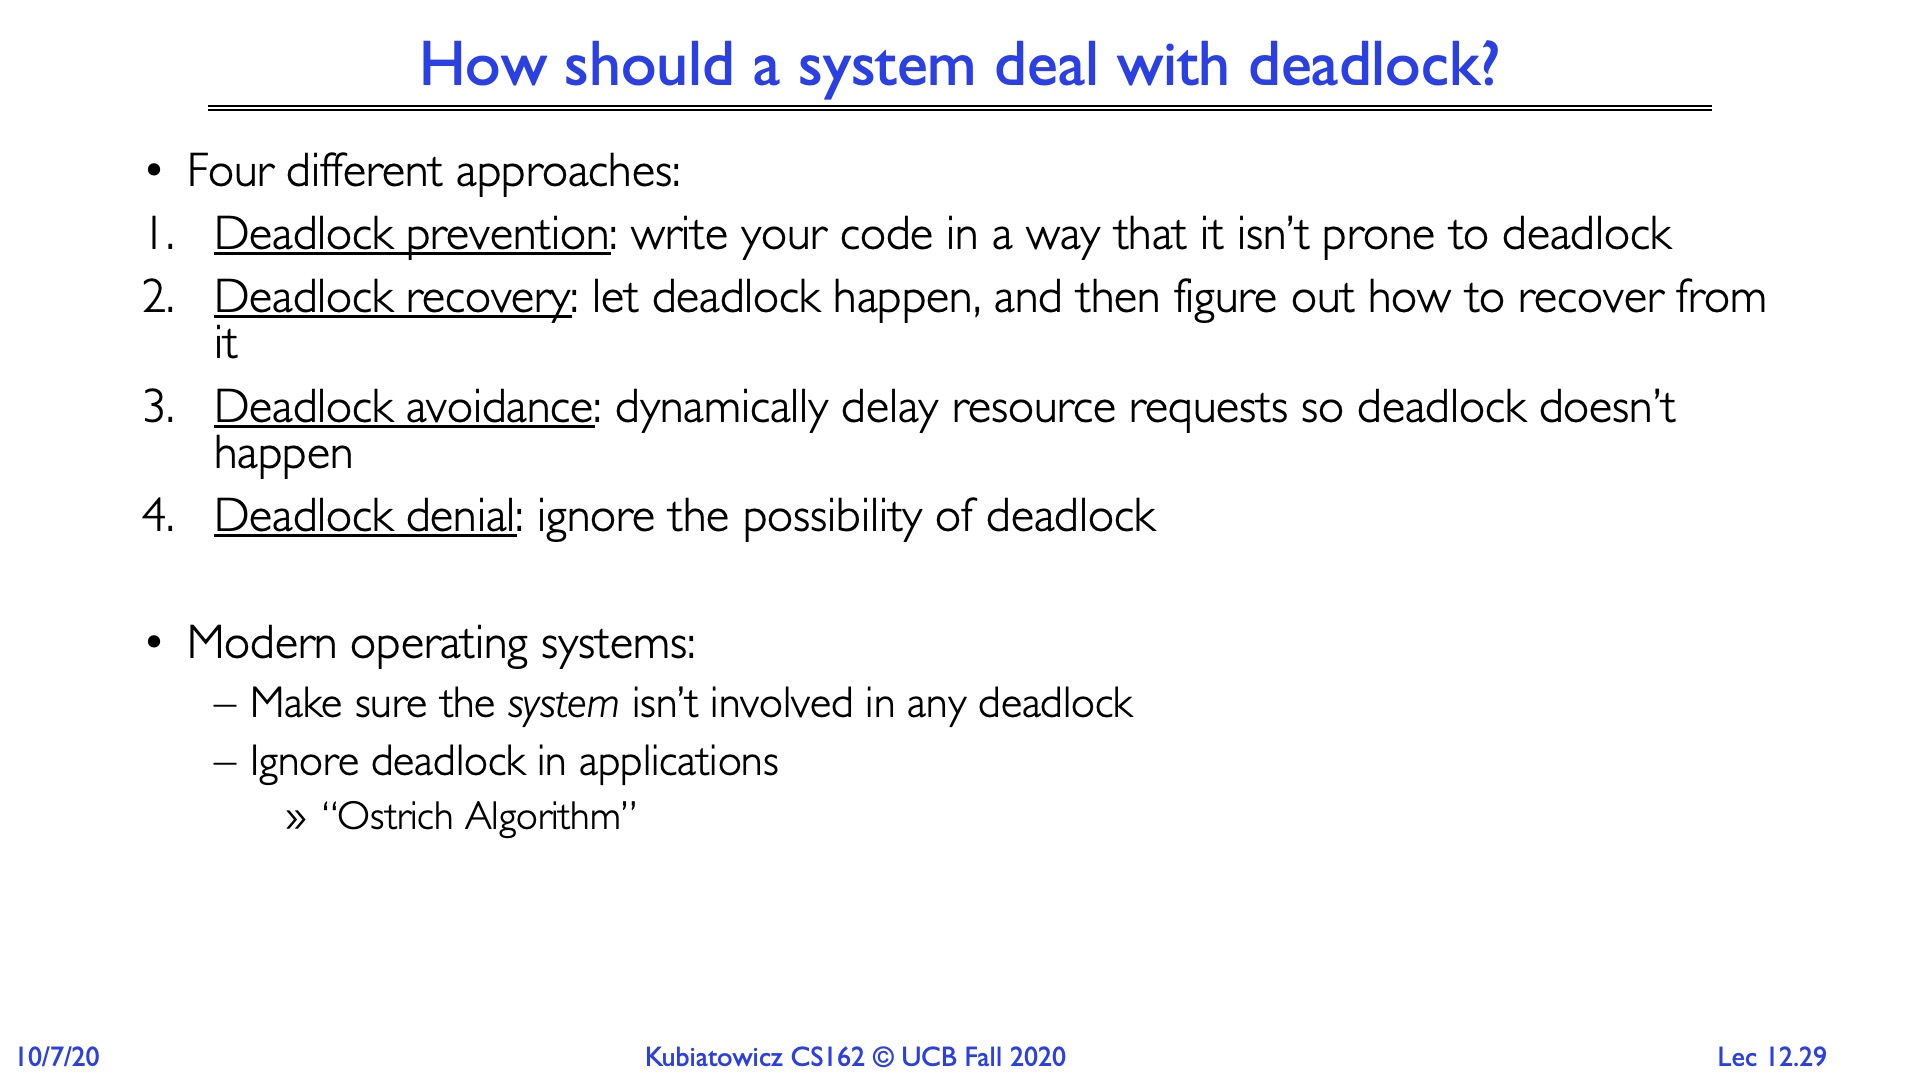 How should a system deal with deadlock?
• Four different approaches:
1. Deadlock prevention: write your code in a way that it isn’t prone to deadlock
2. Deadlock recovery: let deadlock happen, and then figure out how to recover from
it
3. Deadlock avoidance: dynamically delay resource requests so deadlock doesn’t
happen
4. Deadlock denial: ignore the possibility of deadlock
• Modern operating systems:
– Make sure the system isn’t involved in any deadlock
– Ignore deadlock in applications
» “Ostrich Algorithm”
10/7/20 Kubiatowicz CS162 © UCB Fall 2020 Lec 12.29